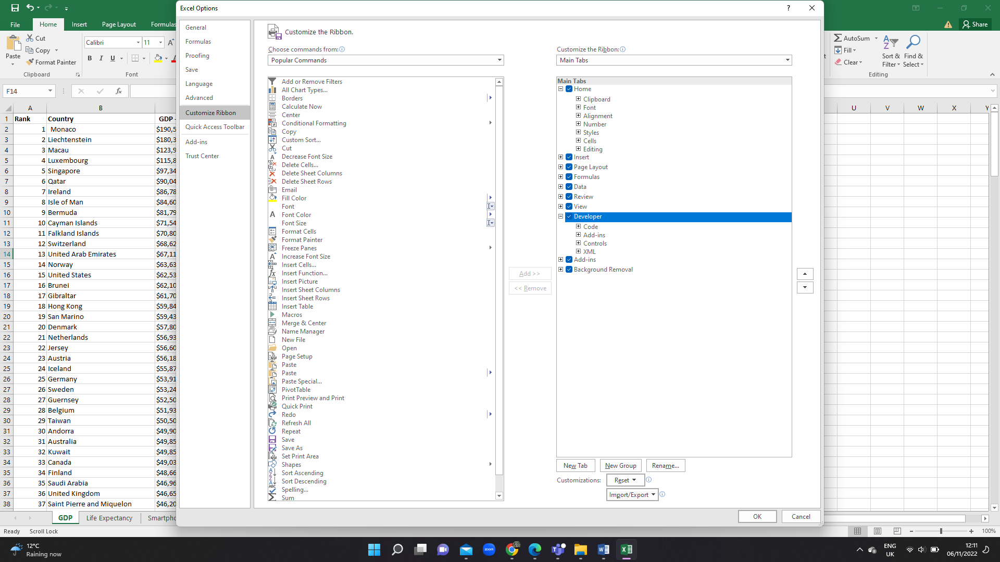 Excel Options
?
File
Home
Insert
Page Layout
Formulas
Share
Paste
Cut
Copy
Format Painter
Clipboard
Calibri
11
B I U
Font
AutoSum
Fill
Clear
Sort & Filter
Find & Select
Editing
F14
fx
General
Formulas
Proofing
Save
Language
Advanced
Customize Ribbon
Quick Access Toolbar
Add-ins
Trust Center
Customize the Ribbon.
Choose commands from:
Popular Commands
Add or Remove Filters
All Chart Types...
Borders
Calculate Now
Center
Conditional Formatting
Copy
Custom Sort...
Cut
Decrease Font Size
Delete Cells...
Delete Sheet Columns
Delete Sheet Rows
Email
Fill Color
Font
Font Color
Font Size
Format Cells
Format Painter
Freeze Panes
Increase Font Size
Insert Cells...
Insert Function...
Insert Picture
Insert Sheet Columns
Insert Sheet Rows
Insert Table
Macros
Merge & Center
Name Manager
New File
Open
Page Setup
Paste
Paste
Paste Special...
PivotTable
Print Preview and Print
Quick Print
Redo
Refresh All
Repeat
Save
Save As
Set Print Area
Shapes
Sort Ascending
Sort Descending
Spelling...
Sum
Add >>
<< Remove
Customize the Ribbon:
Main Tabs
Main Tabs
Home
Clipboard
Font
Alignment
Number
Styles
Cells
Editing
Insert
Page Layout
Formulas
Data
Review
View
Developer
Code
Add-ins
Controls
XML
Add-ins
Background Removal
New Tab
New Group
Rename...
Customizations:
Reset
Import/Export
OK
Cancel
A B U V W X Y
1 Rank Country GDP -
2 1 Monaco $190,5
3 2 Liechtenstein $180,3
4 3 Macau $123,9
5 4 Luxembourg $115,8
6 5 Singapore $97,34
7 6 Qatar $90,04
8 7 Ireland $86,78
9 8 Isle of Man $84,60
10 9 Bermuda $81,79
11 10 Cayman Islands $71,54
12 11 Falkland Islands $70,80
13 12 Switzerland $68,62
14 13 United Arab Emirates $67,11
15 14 Norway $63,63
16 15 United States $62,53
17 16 Brunei $62,10
18 17 Gibraltar $61,70
19 18 Hong Kong $59,84
20 19 San Marino $59,43
21 20 Denmark $57,80
22 21 Netherlands $56,93
23 22 Jersey $56,60
24 23 Austria $56,18
25 24 Iceland $55,87
26 25 Germany $53,91
27 26 Sweden $53,24
28 27 Guernsey $52,50
29 28 Belgium $51,93
30 29 Taiwan $50,50
31 30 Andorra $49,90
32 31 Australia $49,85
33 32 Kuwait $49,85
34 33 Canada $49,03
35 34 Finland $48,66
36 35 Saudi Arabia $46,96
37 36 United Kingdom $46,65
38 37 Saint Pierre and Miquelon $46,20
GDP
Life Expectancy
Smartpho
Ready
Scroll Lock
100%
12°C
Raining now
zoom
ENG
UK
12:11
06/11/2022